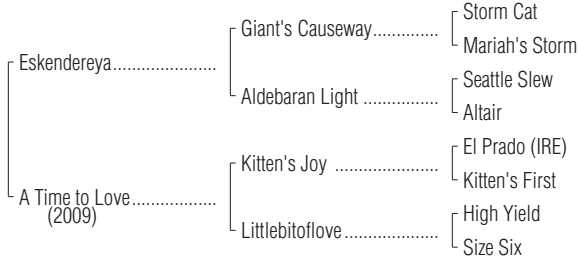 Storm Cat
Giant's Causeway..............
Mariah's Storm
Eskendereya......................
Seattle Slew
Aldebaran Light ................
Altair
El Prado (IRE)
Kitten's Joy ......................
Kitten's First
A Time to Love..................
(2009)
High Yield
Littlebitoflove....................
Size Six